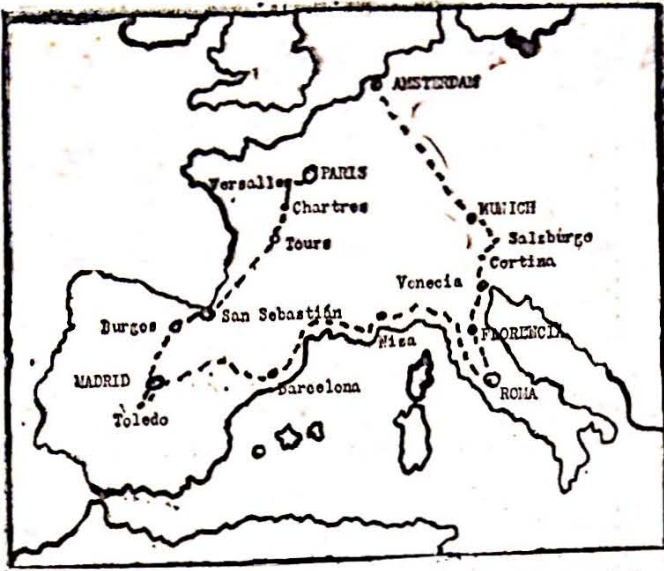 AMSTERDAM
PARIS
Versalles
Chartres
MUNICH
Tours
Salzburgo
Cortina
Venecia
San Sebastián
Burgos
FLORENCIA
Niza
MADRID
Barcelona
ROMA
Toledo